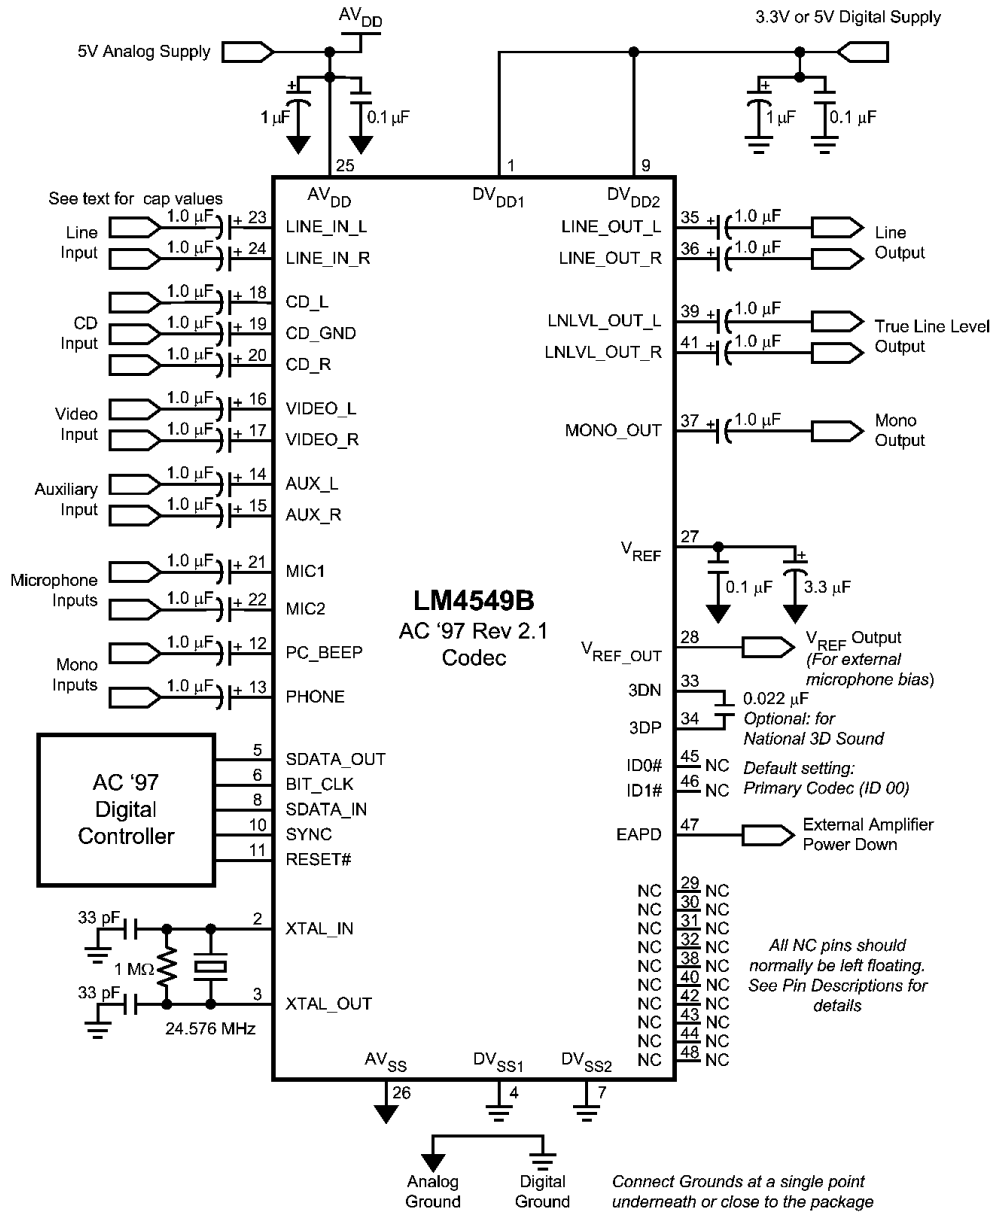 AVDD
3.3V or 5V Digital Supply
5V Analog Supply
+
1 µF
0.1 µF
+
1 µF
0.1 µF
25
1
9
AVDD
DVDD1
DVDD2
See text for cap values
Line
Input
1.0 µF + 23 LINE_IN_L
1.0 µF + 24 LINE_IN_R
CD
Input
1.0 µF + 18 CD_L
1.0 µF + 19 CD_GND
1.0 µF + 20 CD_R
Video
Input
1.0 µF + 16 VIDEO_L
1.0 µF + 17 VIDEO_R
Auxiliary
Input
1.0 µF + 14 AUX_L
1.0 µF + 15 AUX_R
Microphone
Inputs
1.0 µF + 21 MIC1
1.0 µF + 22 MIC2
Mono
Inputs
1.0 µF + 12 PC_BEEP
1.0 µF + 13 PHONE
AC '97
Digital
Controller
5 SDATA_OUT
6 BIT_CLK
8 SDATA_IN
10 SYNC
11 RESET#
33 pF
2 XTAL_IN
1 MΩ
33 pF
3 XTAL_OUT
24.576 MHz
LM4549B
AC '97 Rev 2.1
Codec
LINE_OUT_L 35 + 1.0 µF
LINE_OUT_R 36 + 1.0 µF
Line
Output
LNLVL_OUT_L 39 + 1.0 µF
LNLVL_OUT_R 41 + 1.0 µF
True Line Level
Output
MONO_OUT 37 + 1.0 µF
Mono
Output
VREF 27
0.1 µF
+
3.3 µF
VREF_OUT 28
VREF Output
(For external
microphone bias)
3DN 33
3DP 34
0.022 µF
Optional: for
National 3D Sound
ID0# 45 NC
ID1# 46 NC
Default setting:
Primary Codec (ID 00)
EAPD 47
External Amplifier
Power Down
NC 29 NC
NC 30 NC
NC 31 NC
NC 32 NC
NC 38 NC
NC 40 NC
NC 42 NC
NC 43 NC
NC 44 NC
NC 48 NC
All NC pins should
normally be left floating.
See Pin Descriptions for
details
AVSS
DVSS1
DVSS2
26
4
7
Analog
Ground
Digital
Ground
Connect Grounds at a single point
underneath or close to the package